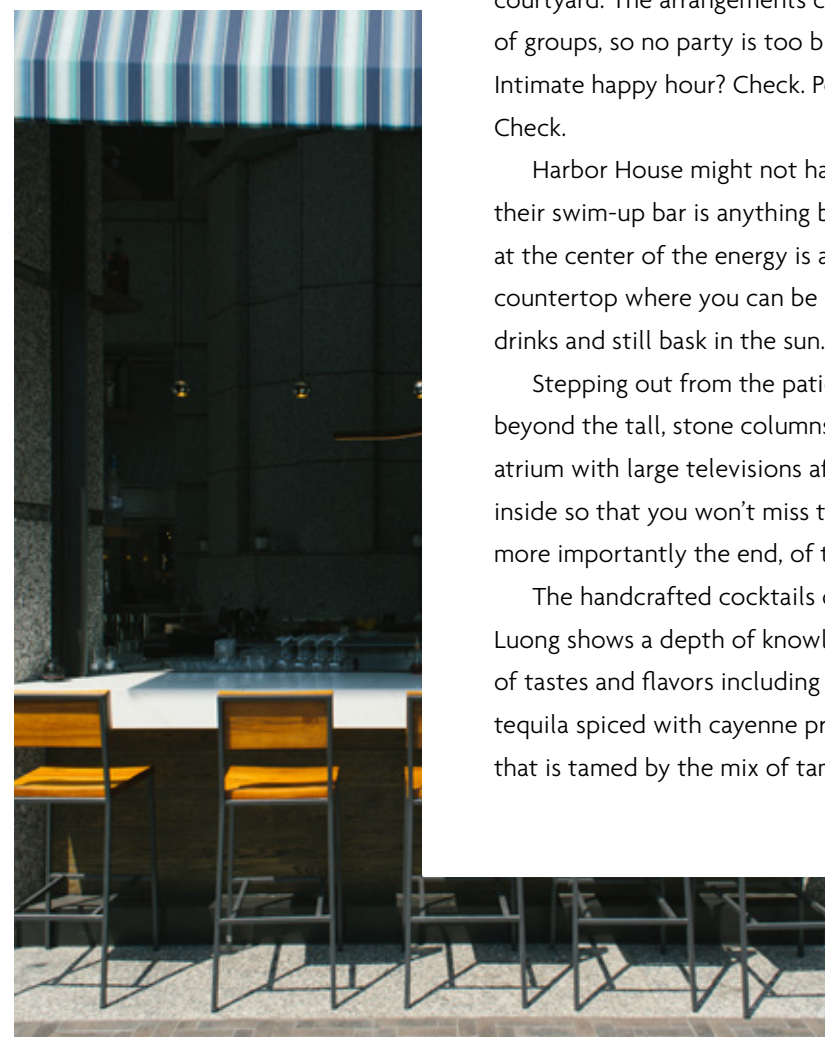 courtyard. The arrangements
of groups, so no party is too
Intimate happy hour? Check.
Check.
Harbor House might not
their swim-up bar is anything
at the center of the energy is
countertop where you can be
drinks and still bask in the sun.
Stepping out from the
beyond the tall, stone columns
atrium with large televisions
inside so that you won’t miss
more importantly the end, of
The handcrafted cocktails
Luong shows a depth of
of tastes and flavors including
tequila spiced with cayenne
that is tamed by the mix of